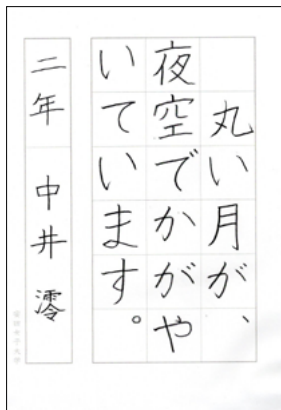 丸い月が、
夜空でかがや
いています。
二年 中井 澪